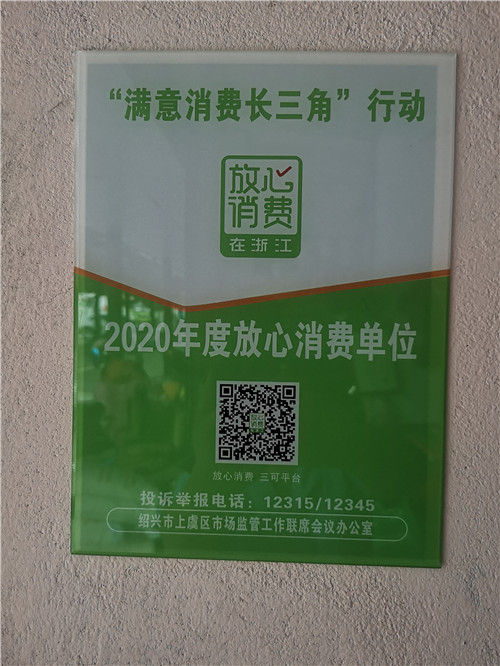 “满意消费长三角”行动
放心
消费
在浙江
2020年度放心消费单位
放心消费 三可平台
投诉举报电话：12315/12345
绍兴市上虞区市场监管工作联席会议办公室